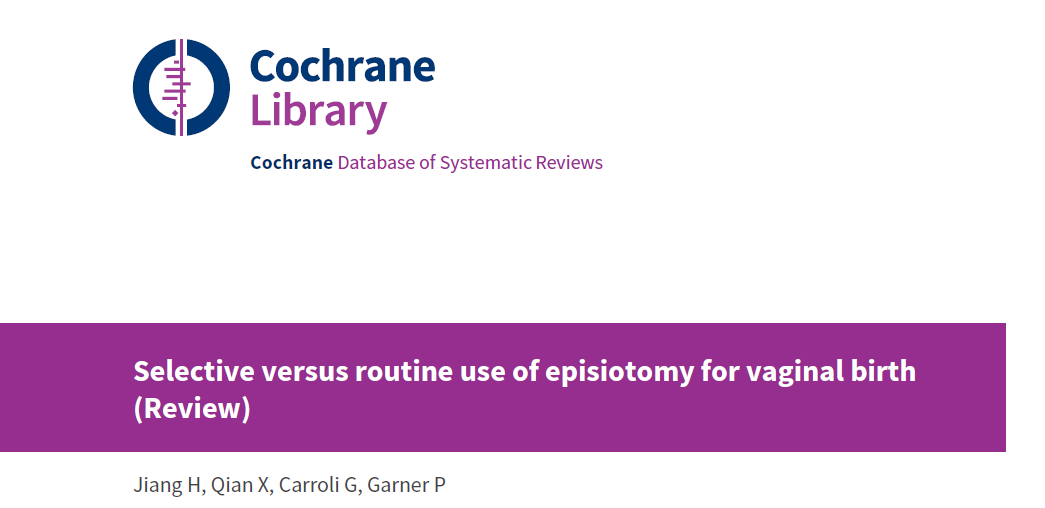 Cochrane
Library
Cochrane Database of Systematic Reviews
Selective versus routine use of episiotomy for vaginal birth
(Review)
Jiang H, Qian X, Carroli G, Garner P